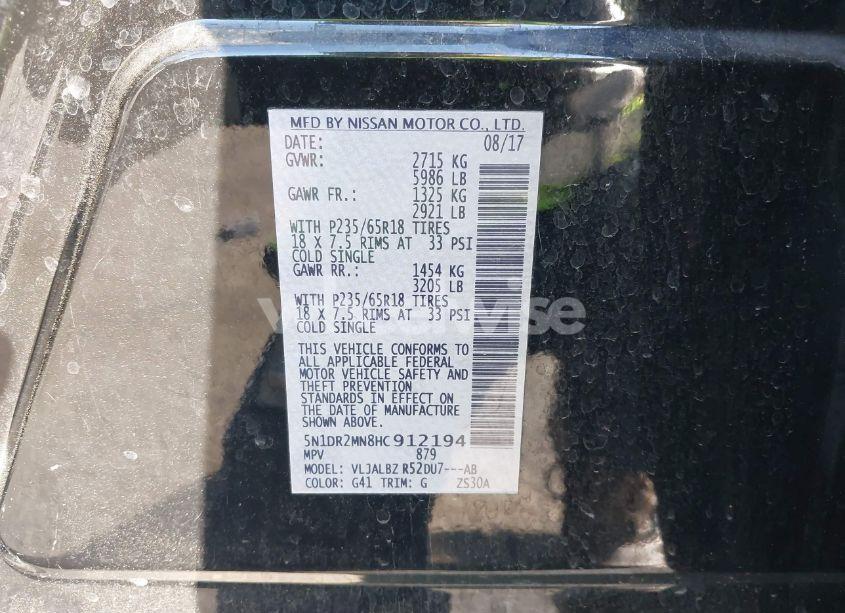 MFD BY NISSAN MOTOR CO., LTD.
DATE: 08/17
GVWR: 2715 KG
5986 LB
GAWR FR.: 1325 KG
2921 LB
WITH P235/65R18 TIRES
18 X 7.5 RIMS AT 33 PSI
COLD SINGLE
GAWR RR.: 1454 KG
3205 LB
WITH P235/65R18 TIRES
18 X 7.5 RIMS AT 33 PSI
COLD SINGLE
THIS VEHICLE CONFORMS TO
ALL APPLICABLE FEDERAL
MOTOR VEHICLE SAFETY AND
THEFT PREVENTION
STANDARDS IN EFFECT ON
THE DATE OF MANUFACTURE
SHOWN ABOVE.
5N1DR2MN8HC912194
MPV 879
MODEL: VLJALBZ R52DU7---AB
COLOR: G41 TRIM: G ZS30A